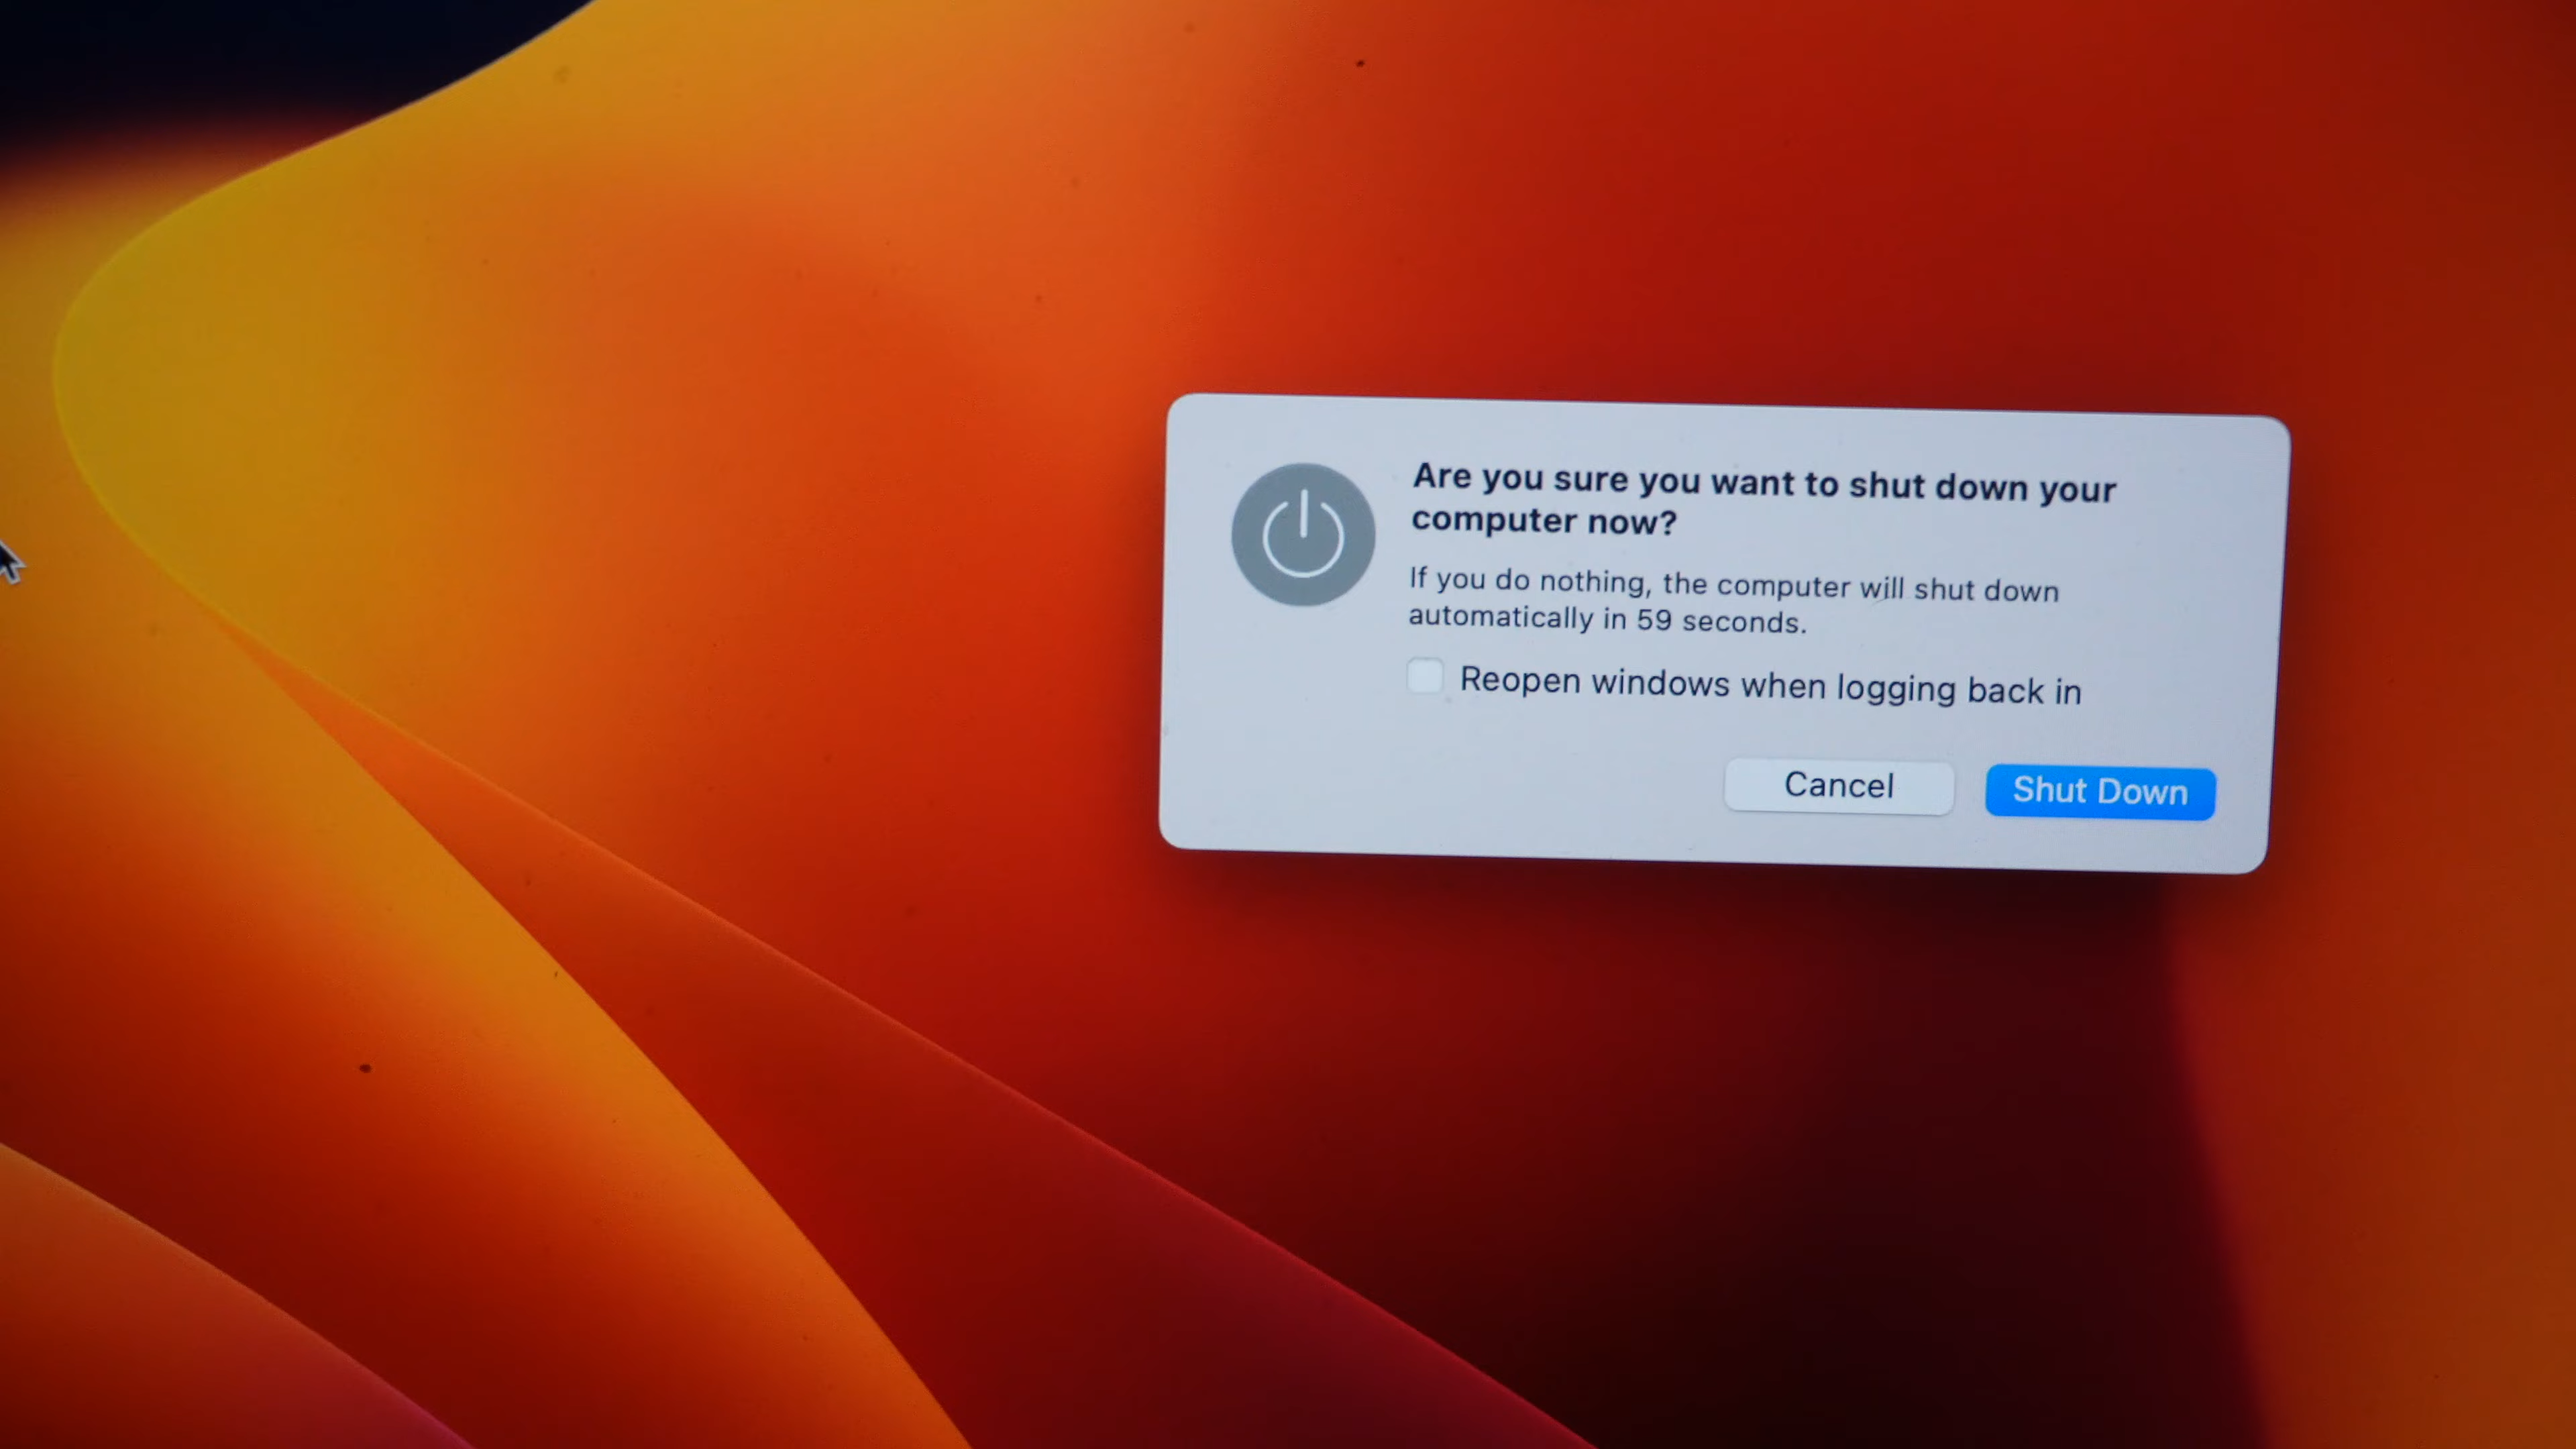 Are you sure you want to shut down your
computer now?
If you do nothing, the computer will shut down
automatically in 59 seconds.
Reopen windows when logging back in
Cancel
Shut Down